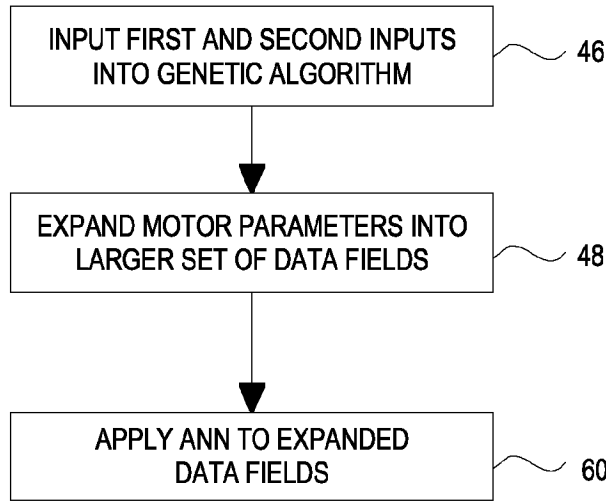 INPUT FIRST AND SECOND INPUTS
INTO GENETIC ALGORITHM
46
EXPAND MOTOR PARAMETERS INTO
LARGER SET OF DATA FIELDS
48
APPLY ANN TO EXPANDED
DATA FIELDS
60